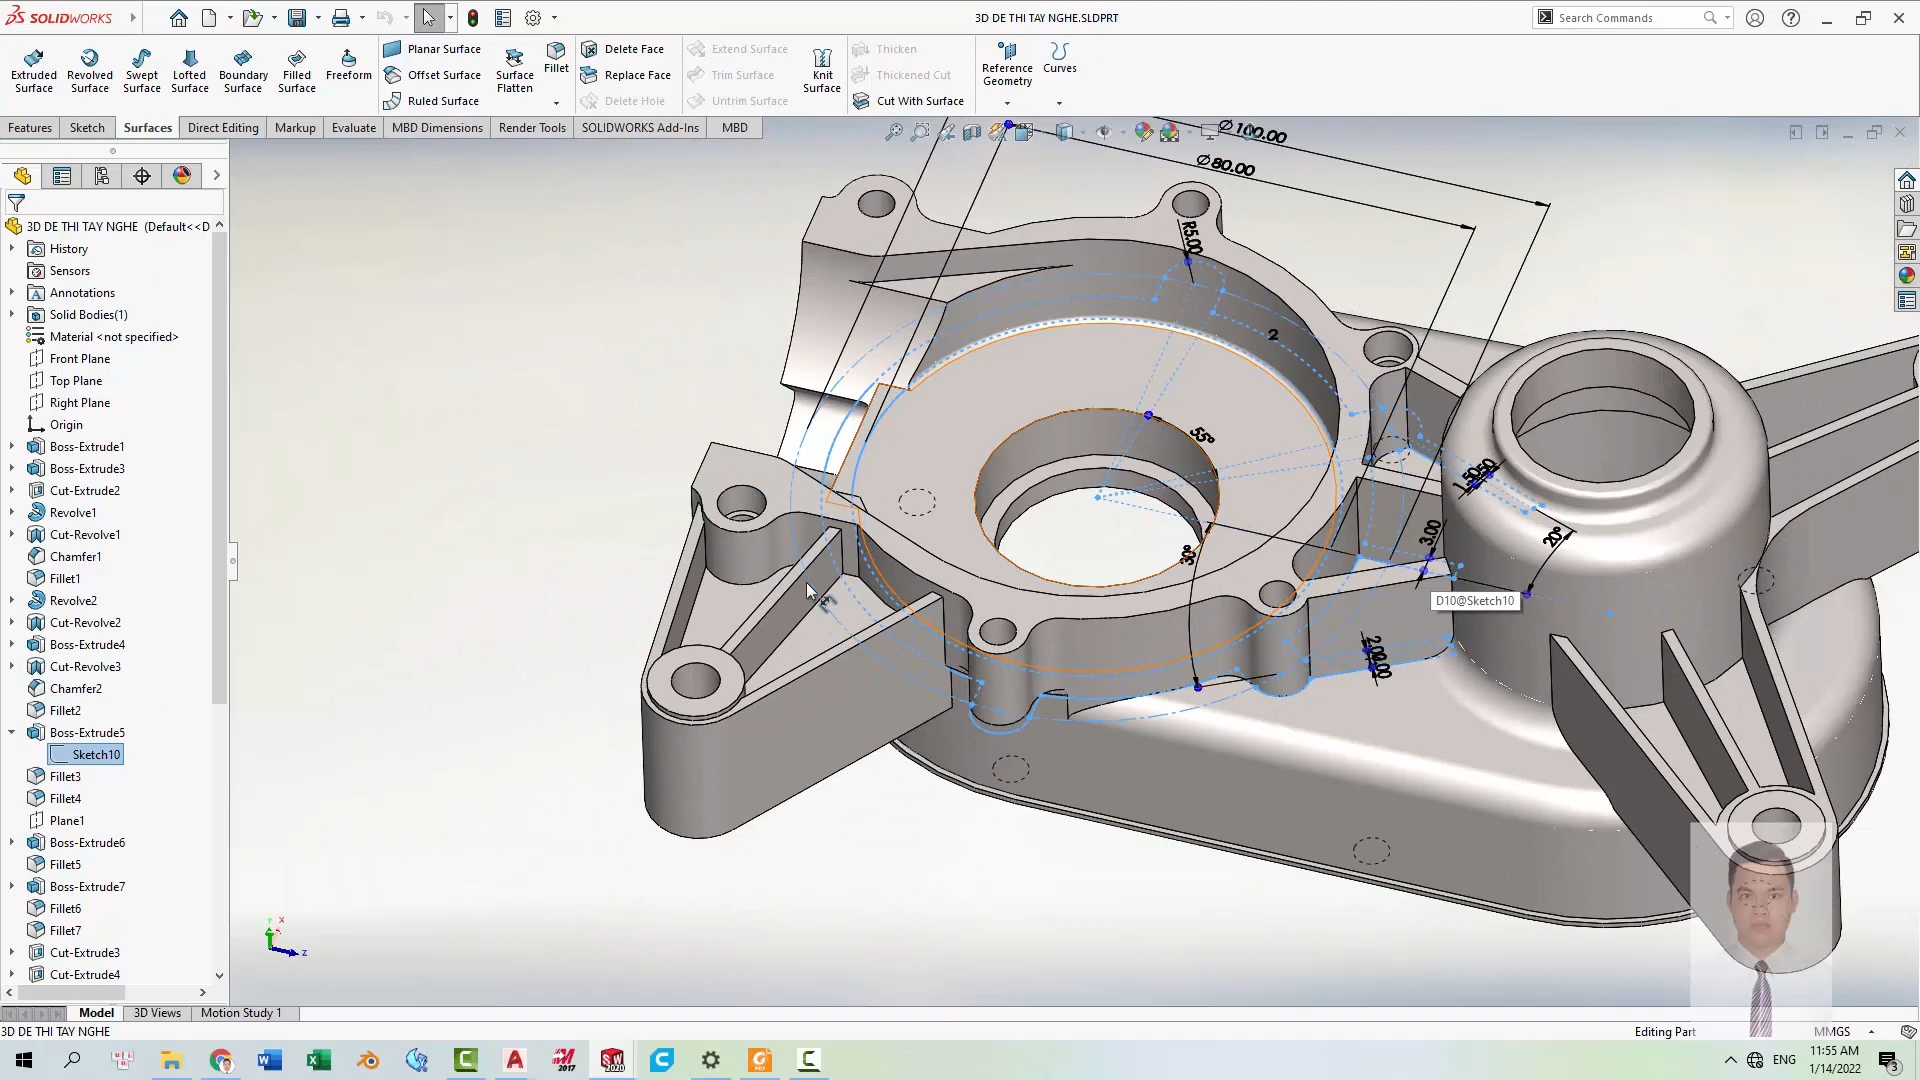 SOLIDWORKS
3D DE THI TAY NGHE.SLDPRT
Search Commands
Extruded Surface
Revolved Surface
Swept Surface
Lofted Surface
Boundary Surface
Filled Surface
Freeform
Planar Surface
Offset Surface
Ruled Surface
Surface Flatten
Fillet
Delete Face
Replace Face
Delete Hole
Extend Surface
Trim Surface
Untrim Surface
Knit Surface
Thicken
Thickened Cut
Cut With Surface
Reference Geometry
Curves
Features
Sketch
Surfaces
Direct Editing
Markup
Evaluate
MBD Dimensions
Render Tools
SOLIDWORKS Add-Ins
MBD
3D DE THI TAY NGHE (Default<<D
History
Sensors
Annotations
Solid Bodies(1)
Material <not specified>
Front Plane
Top Plane
Right Plane
Origin
Boss-Extrude1
Boss-Extrude3
Cut-Extrude2
Revolve1
Cut-Revolve1
Chamfer1
Fillet1
Revolve2
Cut-Revolve2
Boss-Extrude4
Cut-Revolve3
Chamfer2
Fillet2
Boss-Extrude5
Sketch10
Fillet3
Fillet4
Plane1
Boss-Extrude6
Fillet5
Boss-Extrude7
Fillet6
Fillet7
Cut-Extrude3
Cut-Extrude4
Ø100.00
Ø80.00
R5.00
2
55°
30°
3.00
20°
D10@Sketch10
Y
X
Z
Model
3D Views
Motion Study 1
3D DE THI TAY NGHE
Editing Part
MMGS
2017
SW
2020
ENG
11:55 AM
1/14/2022
3